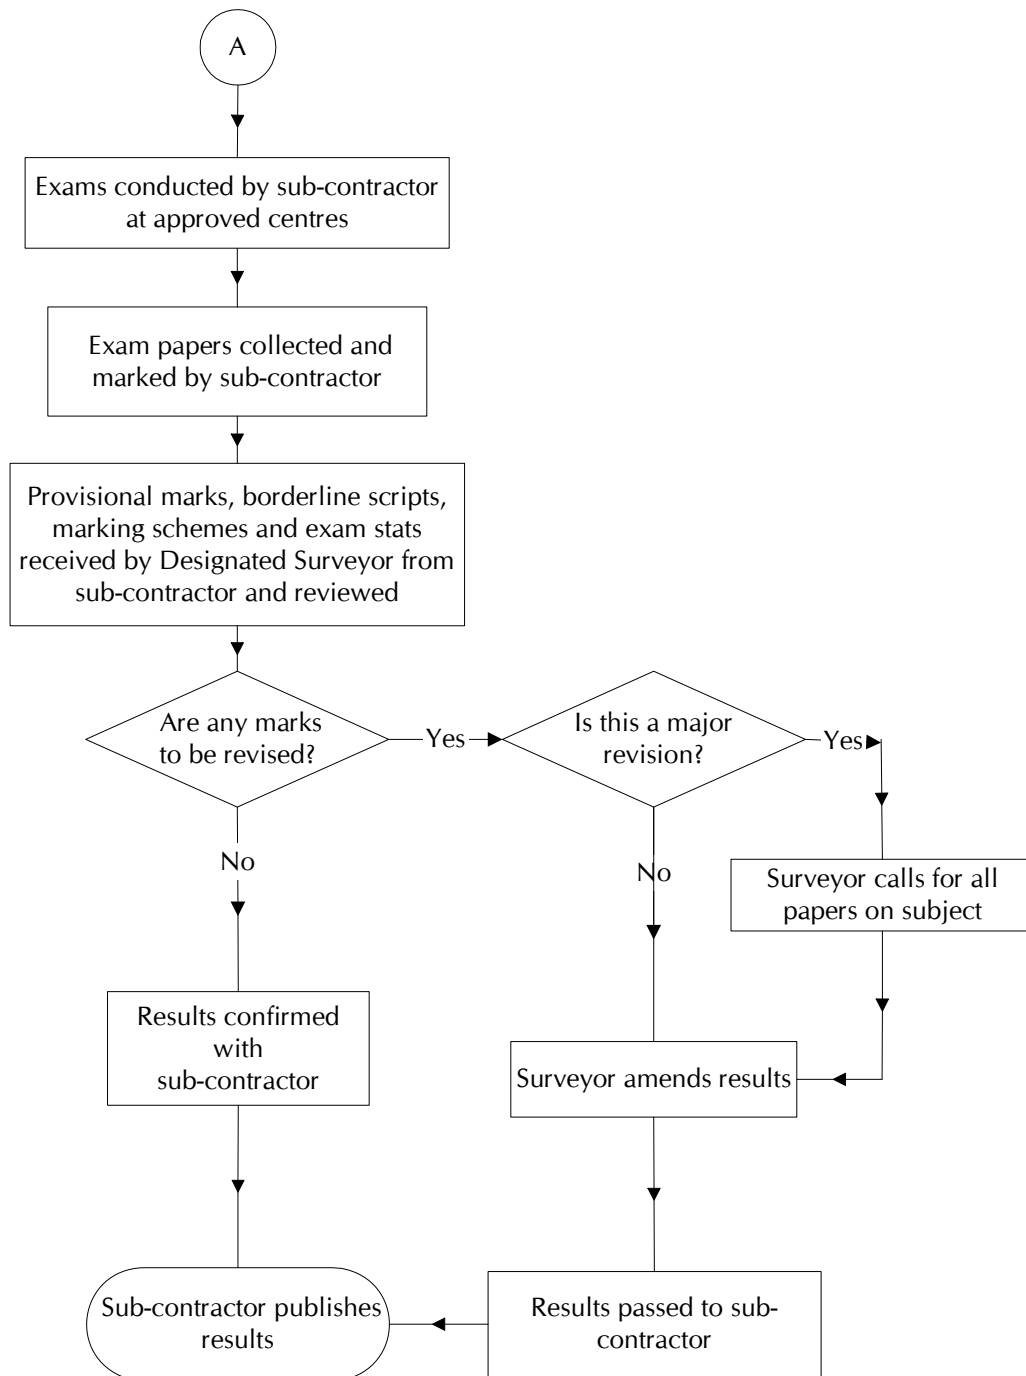 A
Exams conducted by sub-contractor
at approved centres
Exam papers collected and
marked by sub-contractor
Provisional marks, borderline scripts,
marking schemes and exam stats
received by Designated Surveyor from
sub-contractor and reviewed
Are any marks
to be revised?
Yes
Is this a major
revision?
Yes
No
No
Surveyor calls for all
papers on subject
Results confirmed
with
sub-contractor
Surveyor amends results
Sub-contractor publishes
results
Results passed to sub-
contractor